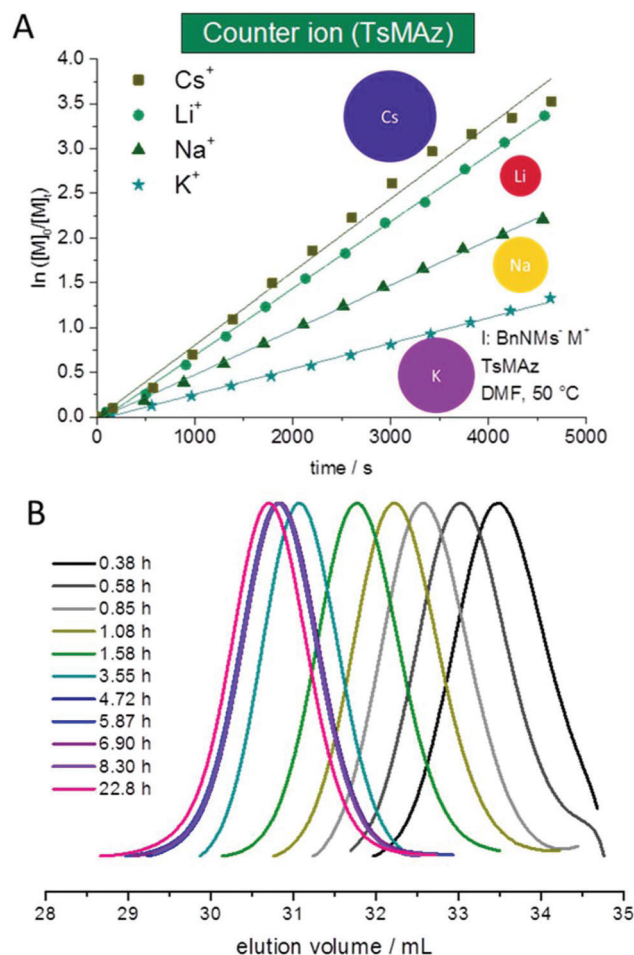 A
Counter ion (TsMAz)
Cs⁺
Li⁺
Na⁺
K⁺
Cs
Li
Na
K
I: BnNMs⁻ M⁺
TsMAz
DMF, 50 °C
ln ([M]₀/[M]ₜ)
4.0
3.5
3.0
2.5
2.0
1.5
1.0
0.5
0.0
0 1000 2000 3000 4000 5000
time / s
B
0.38 h
0.58 h
0.85 h
1.08 h
1.58 h
3.55 h
4.72 h
5.87 h
6.90 h
8.30 h
22.8 h
28 29 30 31 32 33 34 35
elution volume / mL